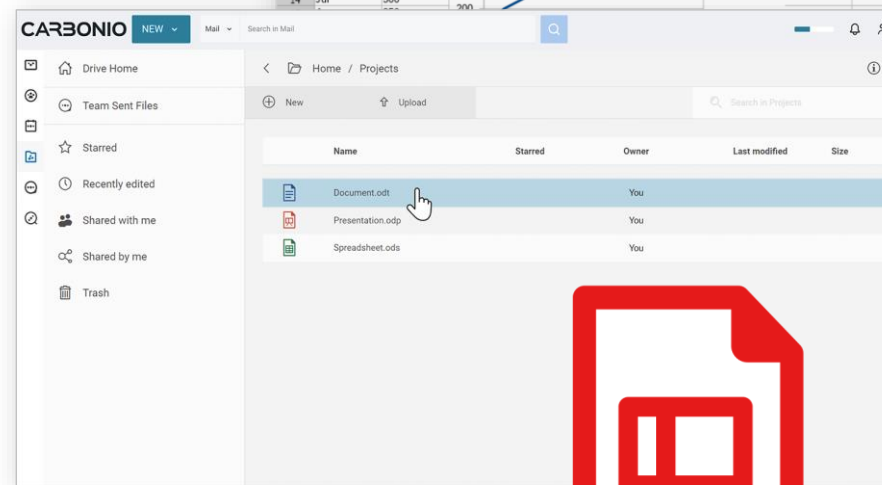 200
CARBONIO NEW Mail Search in Mail
Drive Home
Home / Projects
Team Sent Files
New Upload Search in Projects
Starred
Name Starred Owner Last modified Size
Recently edited
Document.odt You
Shared with me
Presentation.odp You
Spreadsheet.ods You
Shared by me
Trash